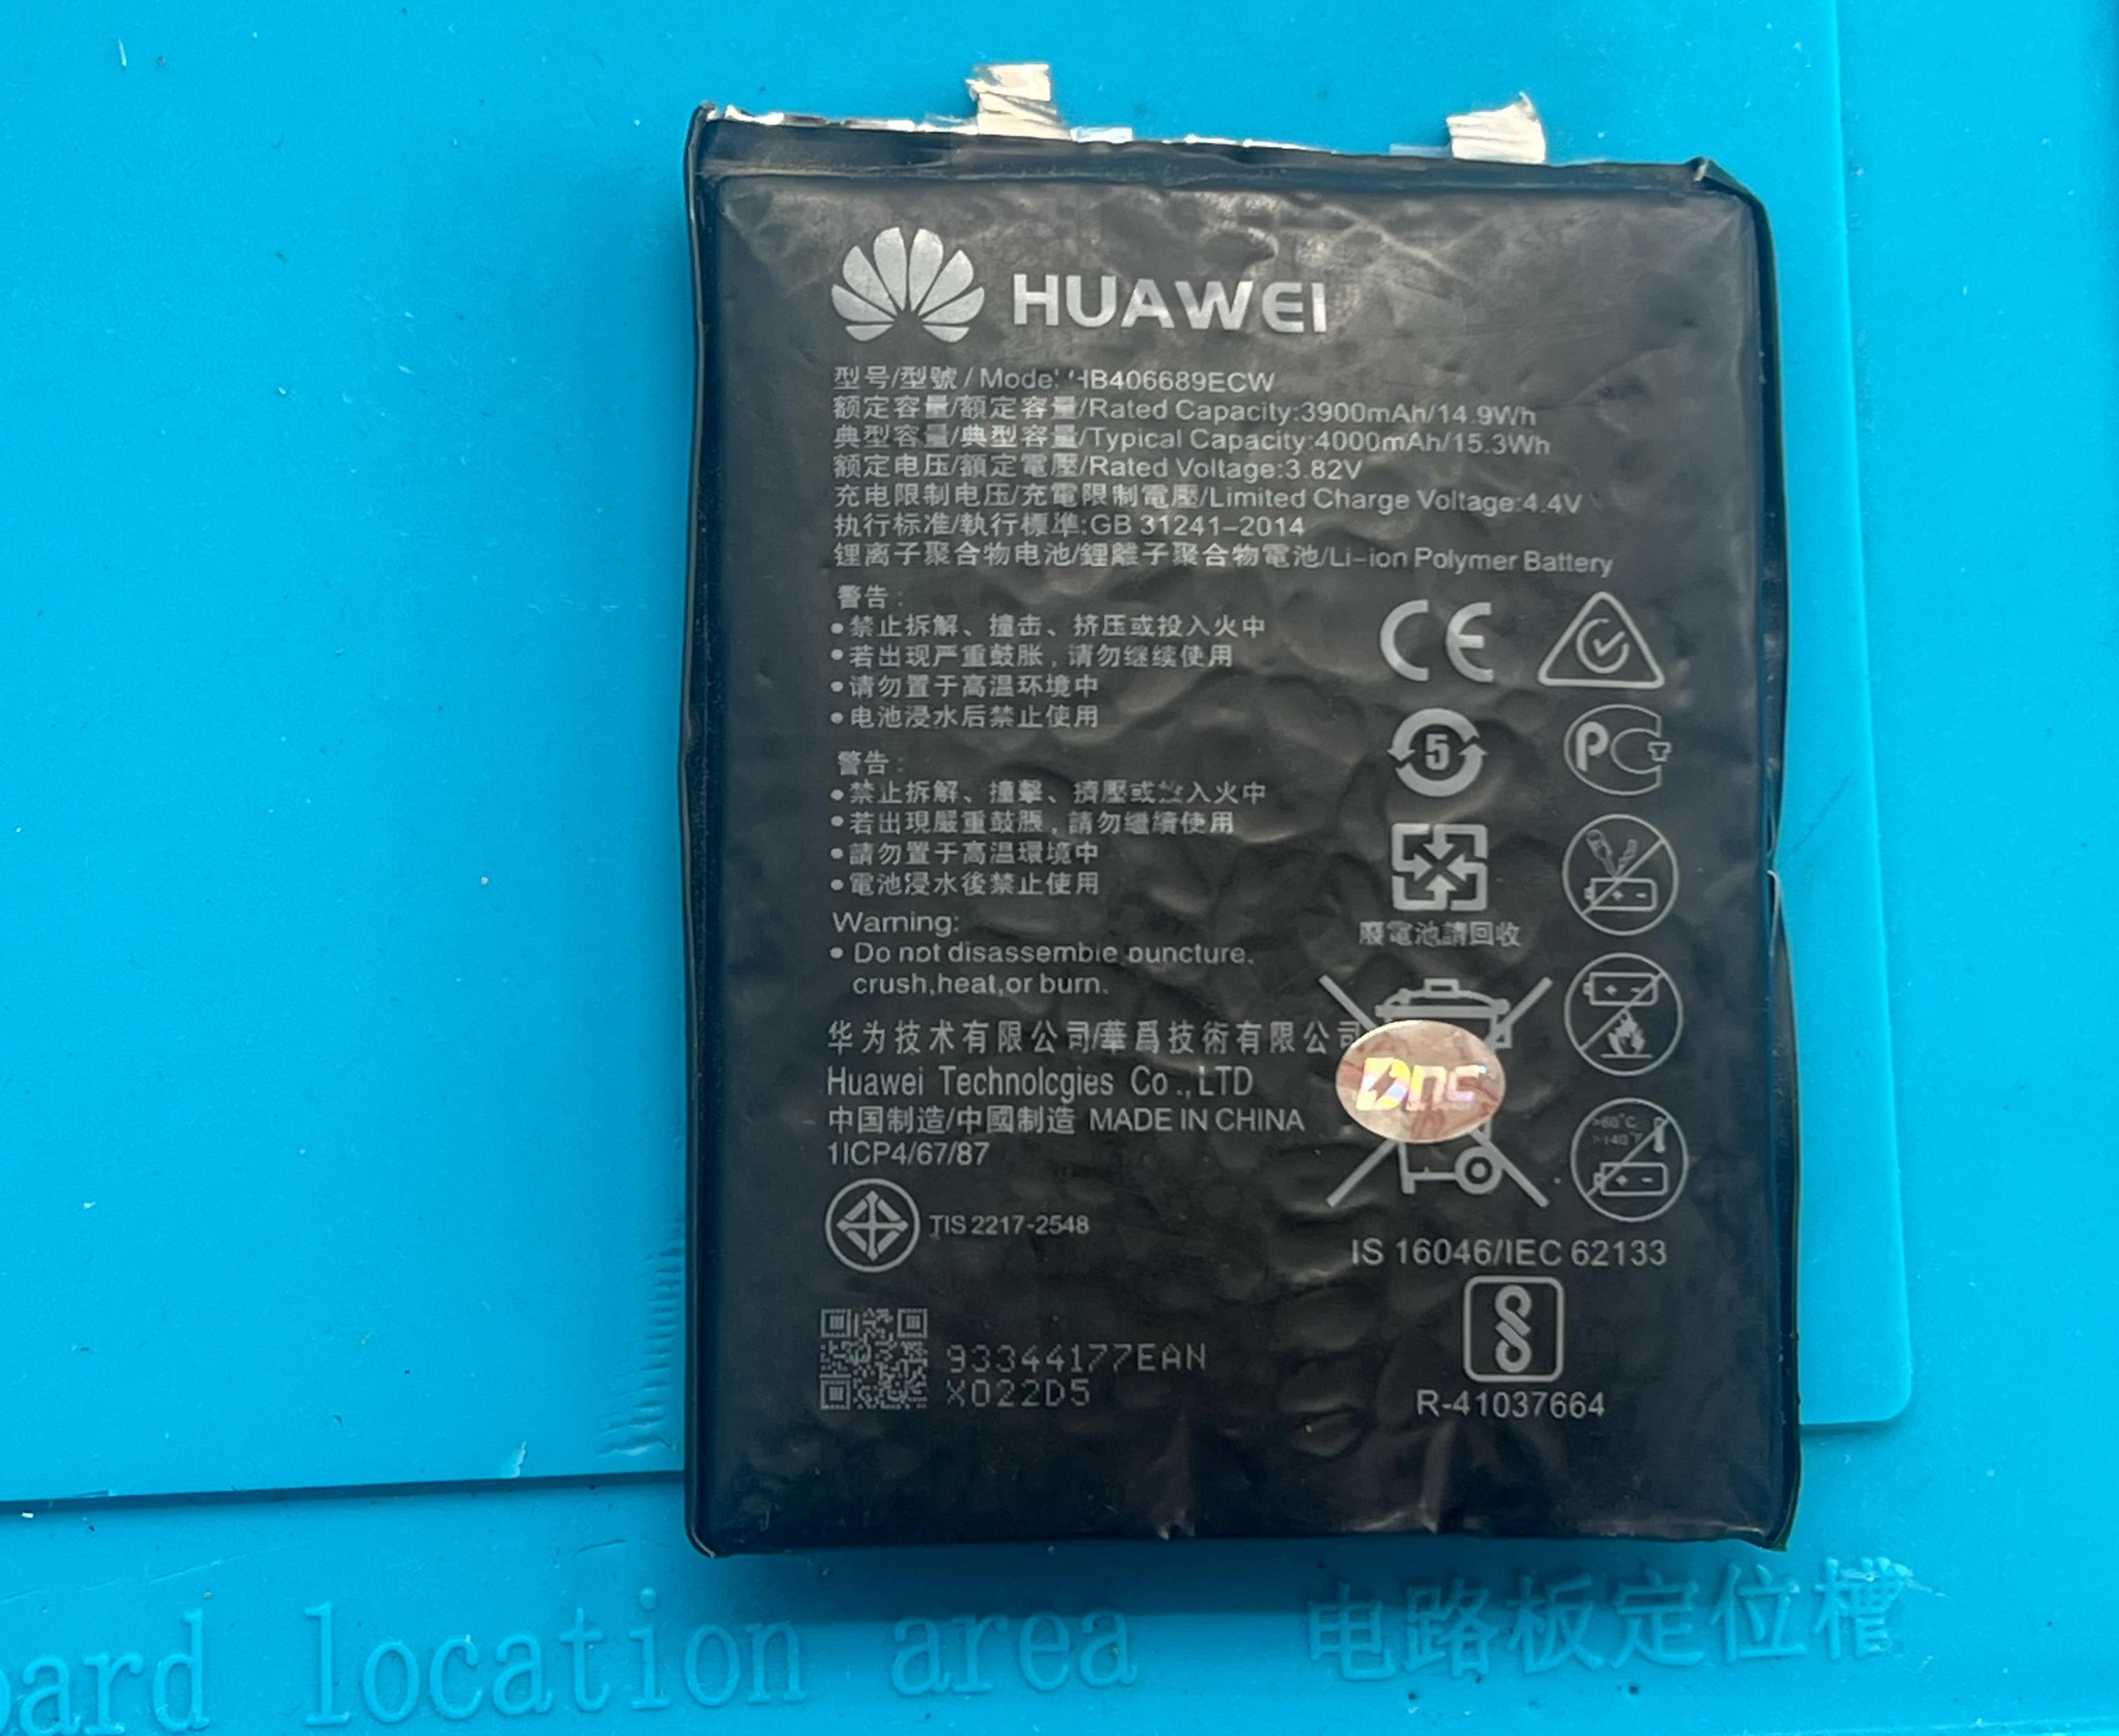 HUAWEI
型号/型號 / Model: HB406689ECW
额定容量/額定容量/Rated Capacity:3900mAh/14.9Wh
典型容量/典型容量/Typical Capacity:4000mAh/15.3Wh
额定电压/額定電壓/Rated Voltage:3.82V
充电限制电压/充電限制電壓/Limited Charge Voltage:4.4V
执行标准/執行標準:GB 31241-2014
锂离子聚合物电池/鋰離子聚合物電池/Li-ion Polymer Battery
警告:
• 禁止拆解、撞击、挤压或投入火中
• 若出现严重鼓胀,请勿继续使用
• 请勿置于高温环境中
• 电池浸水后禁止使用
警告:
• 禁止拆解、撞擊、擠壓或投入火中
• 若出現嚴重鼓脹,請勿繼續使用
• 請勿置于高溫環境中
• 電池浸水後禁止使用
Warning:
• Do not disassemble puncture.
crush,heat,or burn.
华为技术有限公司/華爲技術有限公司
Huawei Technolcgies Co.,LTD
中国制造/中國制造 MADE IN CHINA
1ICP4/67/87
TIS 2217-2548
93344177EAN
X022D5
CE
5
PCT
廢電池請回收
DNC
>60°C
>140°F
IS 16046/IEC 62133
R-41037664
oard location area 电路板定位槽